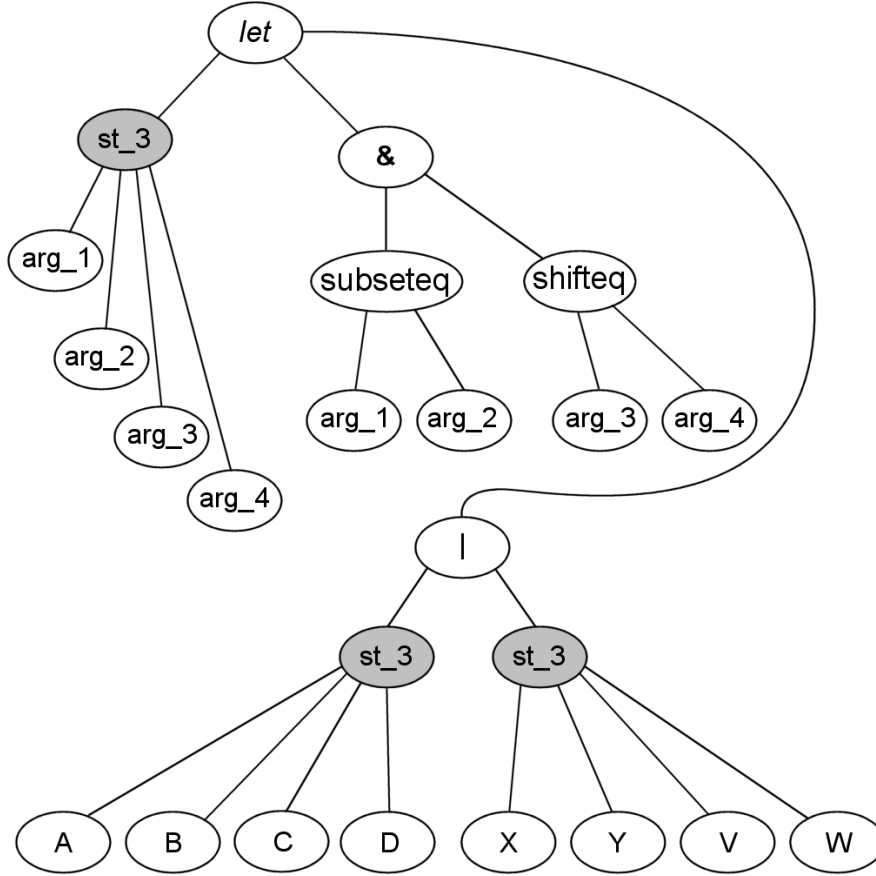 let
st_3
&
arg_1
subseteq
shifteq
arg_2
arg_3
arg_4
arg_1
arg_2
arg_3
arg_4
|
st_3
st_3
A
B
C
D
X
Y
V
W